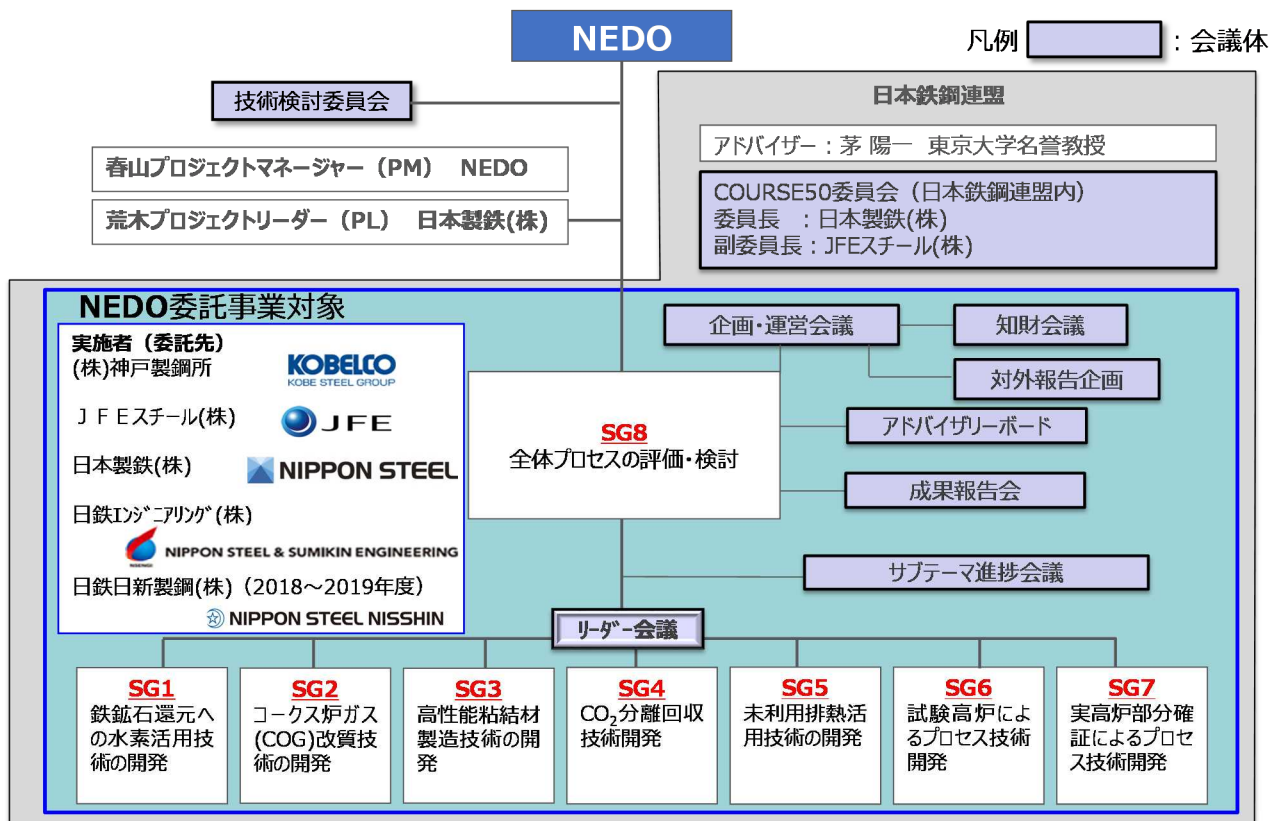 NEDO
凡例
：会議体
技術検討委員会
日本鉄鋼連盟
アドバイザー：茅 陽一 東京大学名誉教授
春山プロジェクトマネージャー（PM） NEDO
荒木プロジェクトリーダー（PL） 日本製鉄(株)
COURSE50委員会（日本鉄鋼連盟内）
委員長 ：日本製鉄(株)
副委員長：JFEスチール(株)
NEDO委託事業対象
実施者（委託先）
(株)神戸製鋼所
KOBELCO
KOBE STEEL GROUP
ＪＦＥスチール(株)
JFE
日本製鉄(株)
NIPPON STEEL
日鉄ｴﾝｼﾞﾆｱﾘﾝｸﾞ(株)
NIPPON STEEL & SUMIKIN ENGINEERING
日鉄日新製鋼(株)（2018～2019年度）
NIPPON STEEL NISSHIN
企画・運営会議
知財会議
対外報告企画
SG8
全体プロセスの評価・検討
アドバイザリーボード
成果報告会
サブテーマ進捗会議
リーダー会議
SG1
鉄鉱石還元へ
の水素活用技
術の開発
SG2
コークス炉ガス
(COG)改質技
術の開発
SG3
高性能粘結材
製造技術の開
発
SG4
CO₂分離回収
技術開発
SG5
未利用排熱活
用技術の開発
SG6
試験高炉によ
るプロセス技術
開発
SG7
実高炉部分確
証によるプロセ
ス技術開発